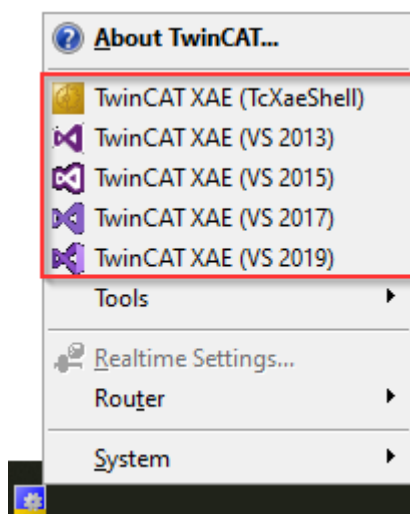 About TwinCAT...
TwinCAT XAE (TcXaeShell)
TwinCAT XAE (VS 2013)
TwinCAT XAE (VS 2015)
TwinCAT XAE (VS 2017)
TwinCAT XAE (VS 2019)
Tools
Realtime Settings...
Router
System